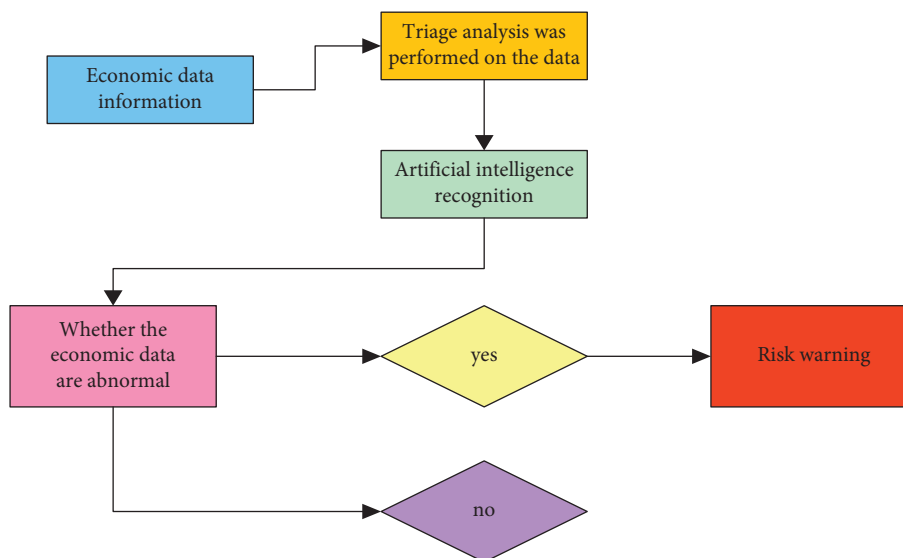 Triage analysis was
performed on the data
Economic data
information
Artificial intelligence
recognition
Whether the
economic data
are abnormal
yes
Risk warning
no